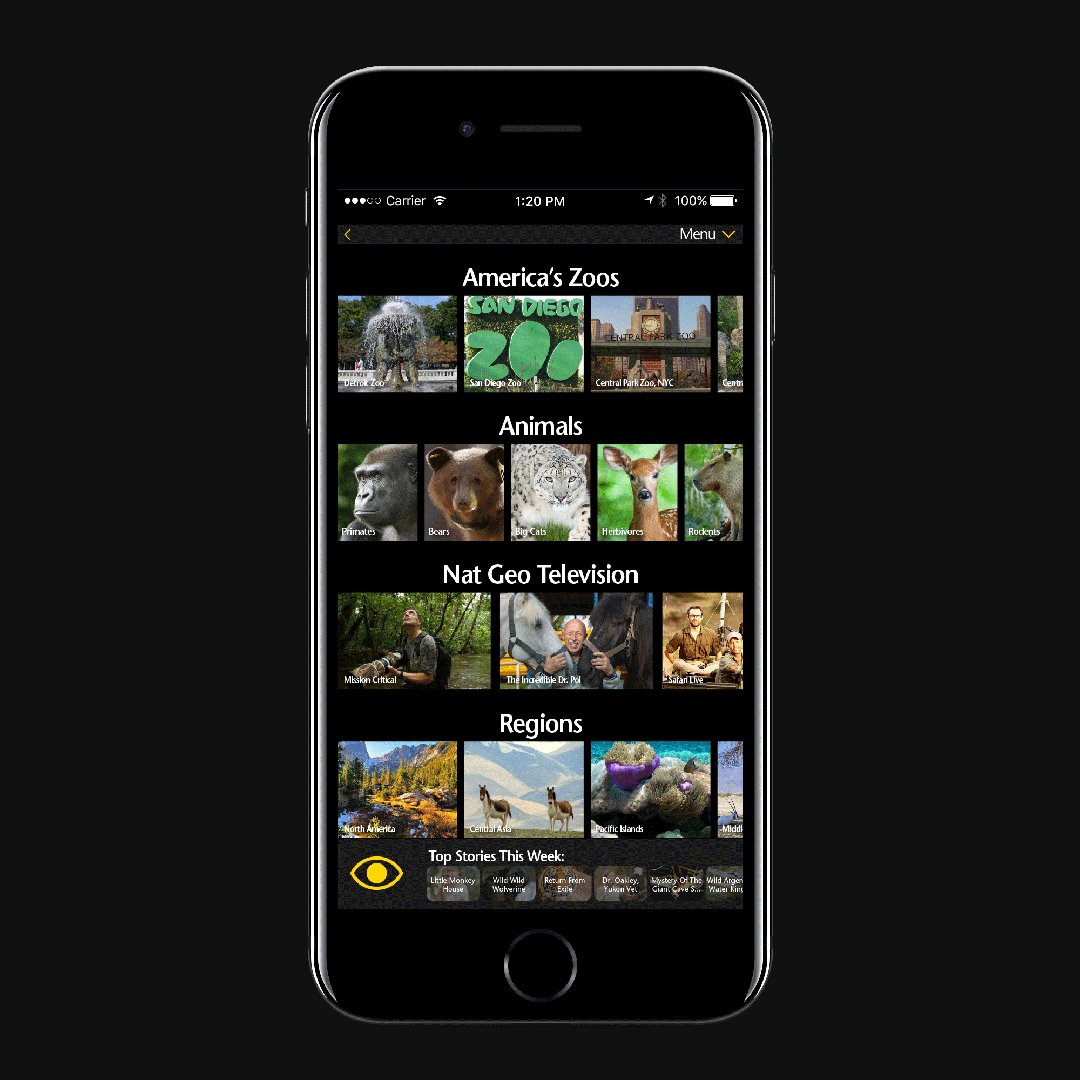 Carrier 1:20 PM 100%
Menu
America's Zoos
SAN DIEGO
ZOO
CENTRAL PARK ZOO
Detroit Zoo San Diego Zoo Central Park Zoo, NYC Centr
Animals
Primates Bears Big Cats Herbivores Rodents
Nat Geo Television
Mission Critical The Incredible Dr. Pol Safari Live
Regions
North America Central Asia Pacific Islands Middl
Top Stories This Week:
Little Monkey Wild Wild Return From Dr. Oakley, Mystery Of The Wild Argen
House Wolverine Exile Yukon Vet Giant Cave S... Water King